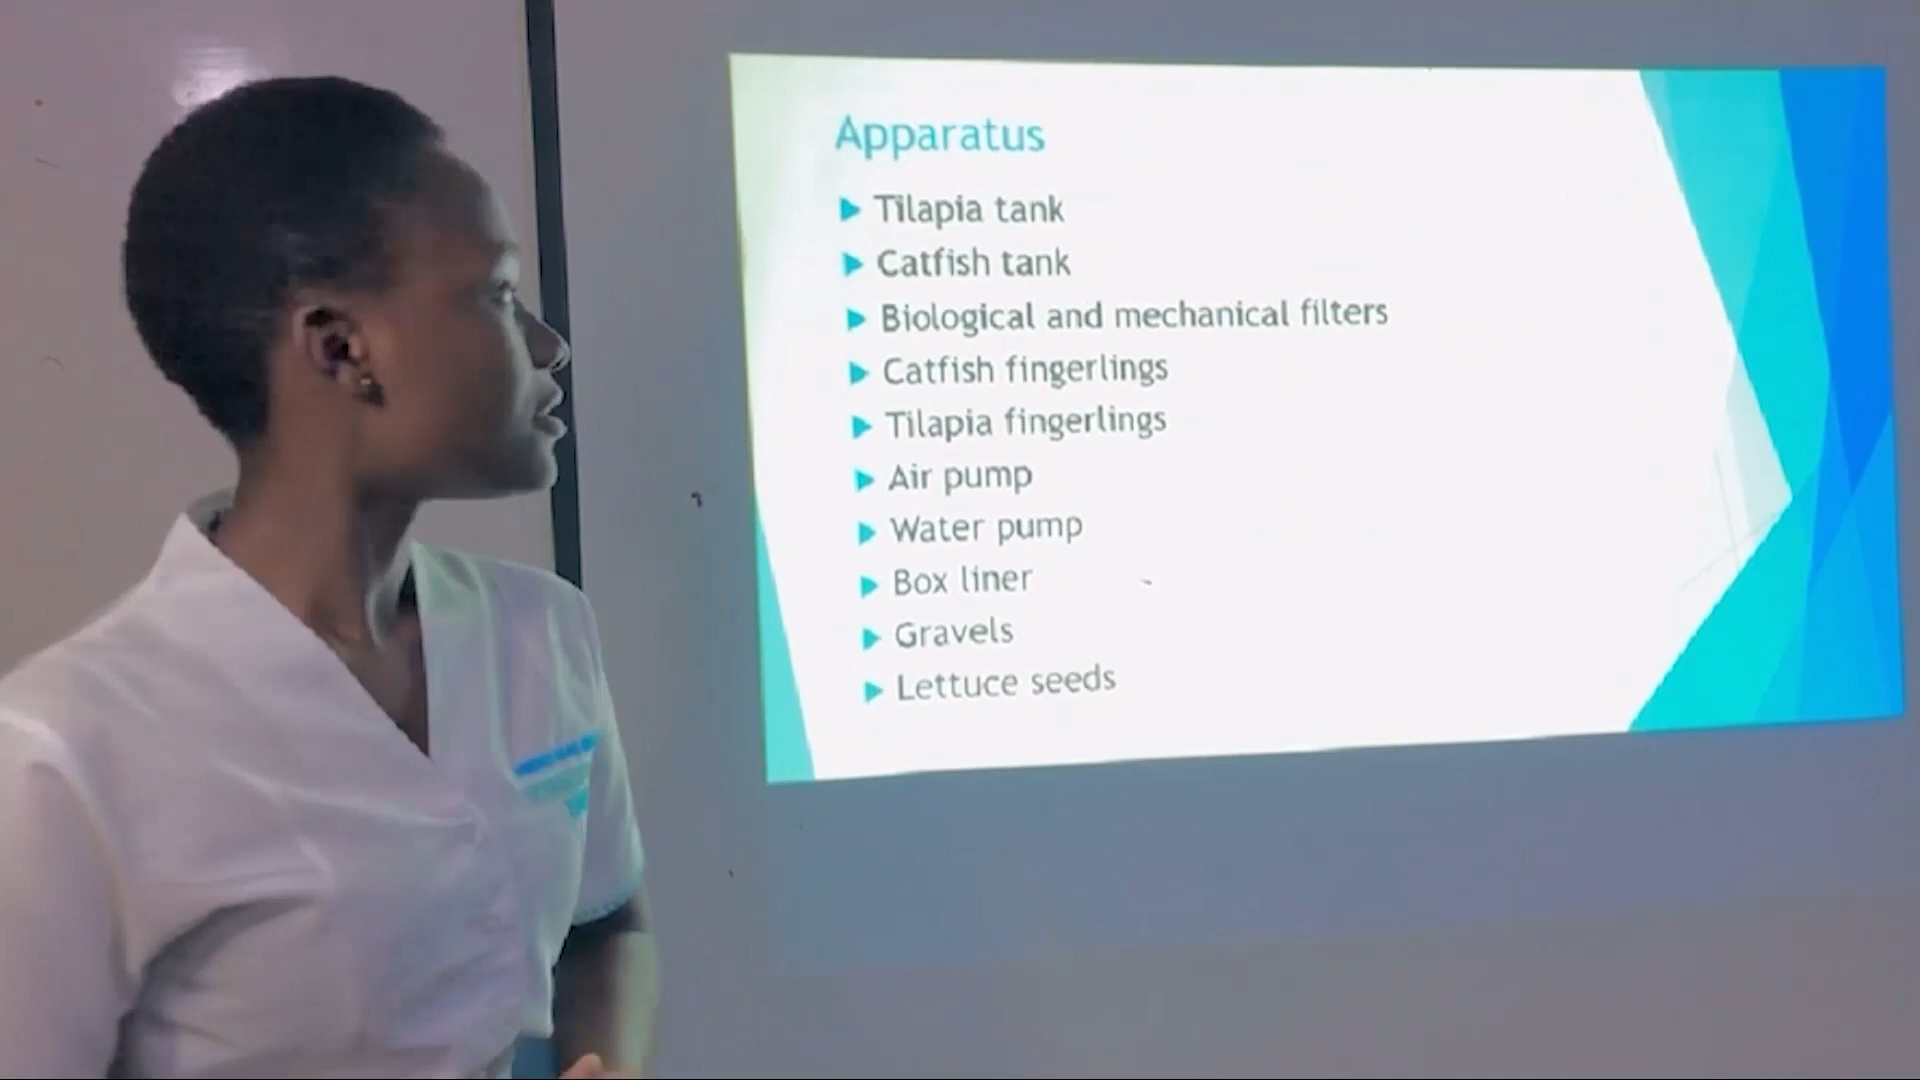 Apparatus
Tilapia tank
Catfish tank
Biological and mechanical filters
Catfish fingerlings
Tilapia fingerlings
Air pump
Water pump
Box liner
Gravels
Lettuce seeds